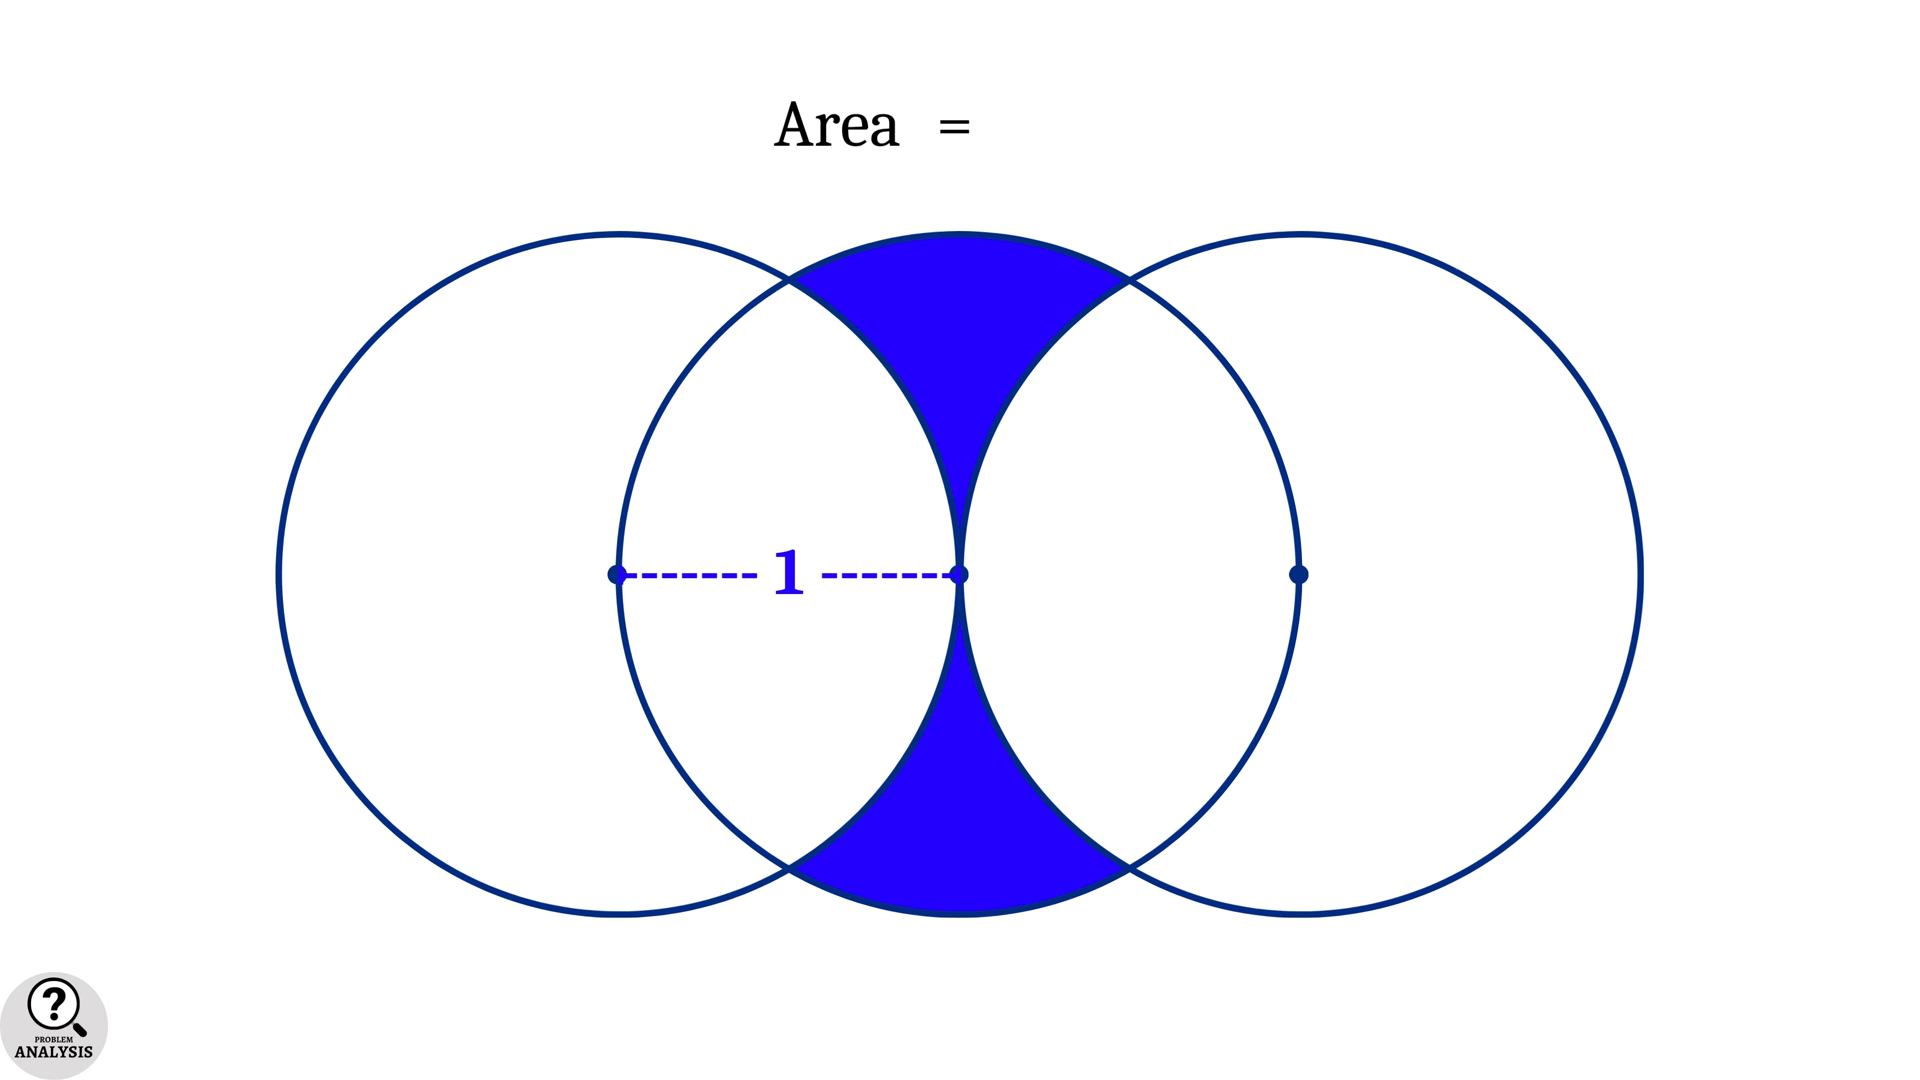 Area =
1
?
PROBLEM
ANALYSIS